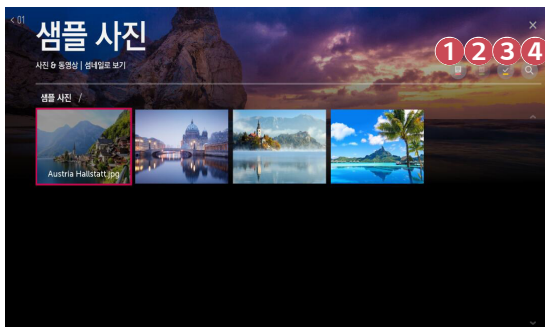 < 01
샘플 사진
사진 & 동영상 | 섬네일로 보기
1 2 3 4
샘플 사진 /
Austria Hallstatt.jpg